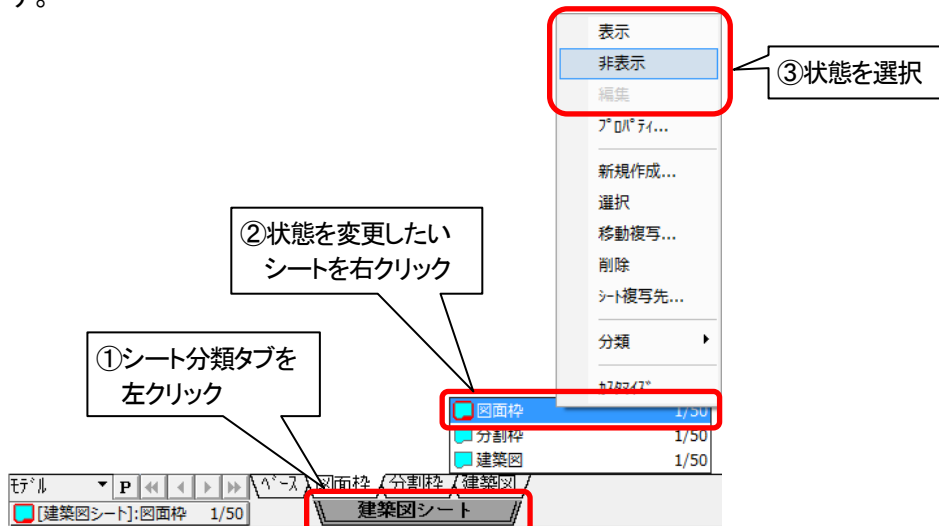 す。
表示
非表示
編集
ﾌﾟﾛﾊﾟﾃｨ...
新規作成...
選択
移動複写...
削除
ｼｰﾄ複写先...
分類
ｶｽﾀﾏｲｽﾞ
③状態を選択
②状態を変更したい
シートを右クリック
①シート分類タブを
左クリック
図面枠 1/50
分割枠 1/50
建築図 1/50
ﾓﾃﾞﾙ P ﾍﾞｰｽ 図面枠 分割枠 建築図
[建築図ｼｰﾄ]:図面枠 1/50
建築図シート